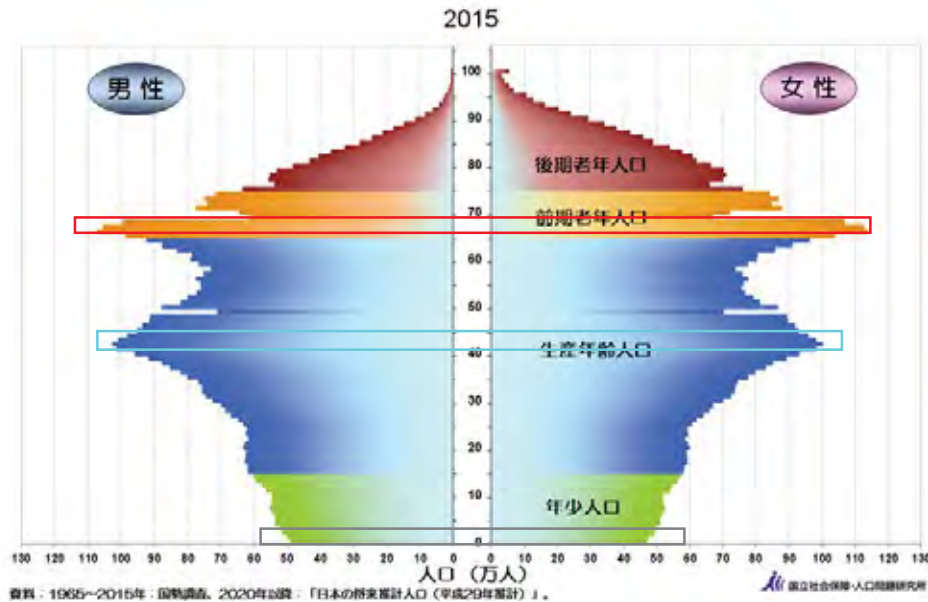 2015
男性
女性
100
90
後期老年人口
80
70
前期老年人口
60
50
40
生産年齢人口
30
20
10
年少人口
0
130 120 110 100 90 80 70 60 50 40 30 20 10 0 0 10 20 30 40 50 60 70 80 90 100 110 120 130
人口（万人）
資料：1965～2015年：国勢調査、2020年以降：「日本の将来推計人口（平成29年推計）」。
国立社会保障・人口問題研究所